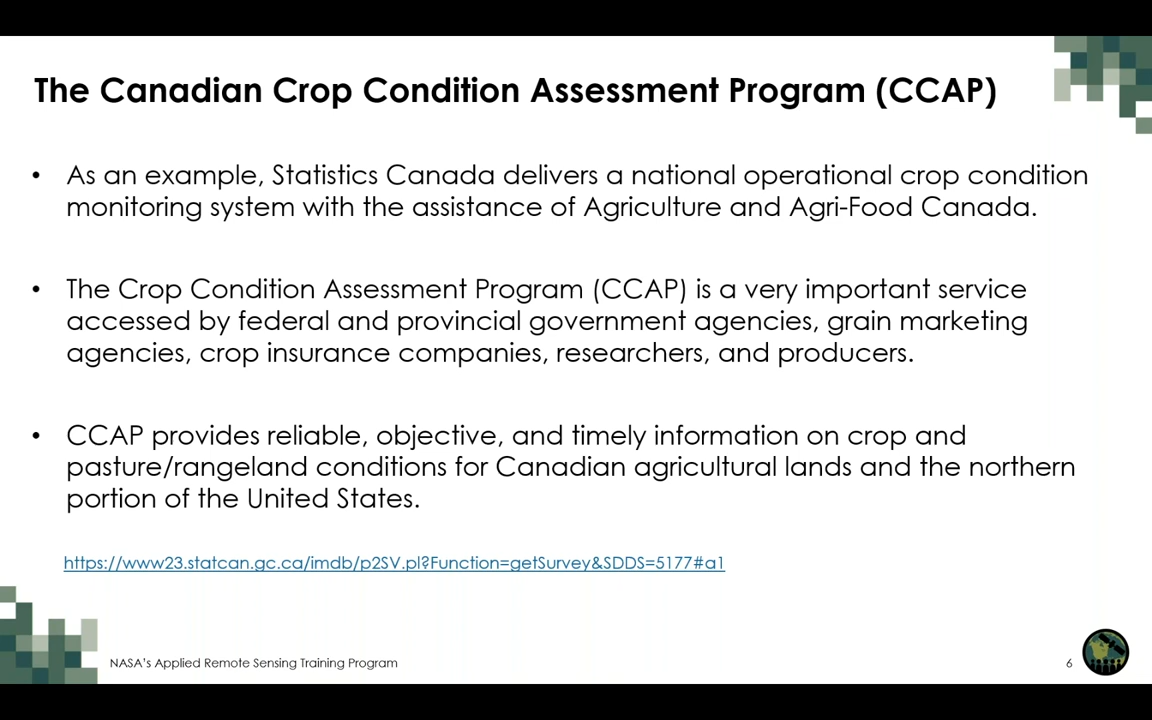 The Canadian Crop Condition Assessment Program (CCAP)
• As an example, Statistics Canada delivers a national operational crop condition
monitoring system with the assistance of Agriculture and Agri-Food Canada.
• The Crop Condition Assessment Program (CCAP) is a very important service
accessed by federal and provincial government agencies, grain marketing
agencies, crop insurance companies, researchers, and producers.
• CCAP provides reliable, objective, and timely information on crop and
pasture/rangeland conditions for Canadian agricultural lands and the northern
portion of the United States.
https://www23.statcan.gc.ca/imdb/p2SV.pl?Function=getSurvey&SDDS=5177#a1
NASA's Applied Remote Sensing Training Program
6